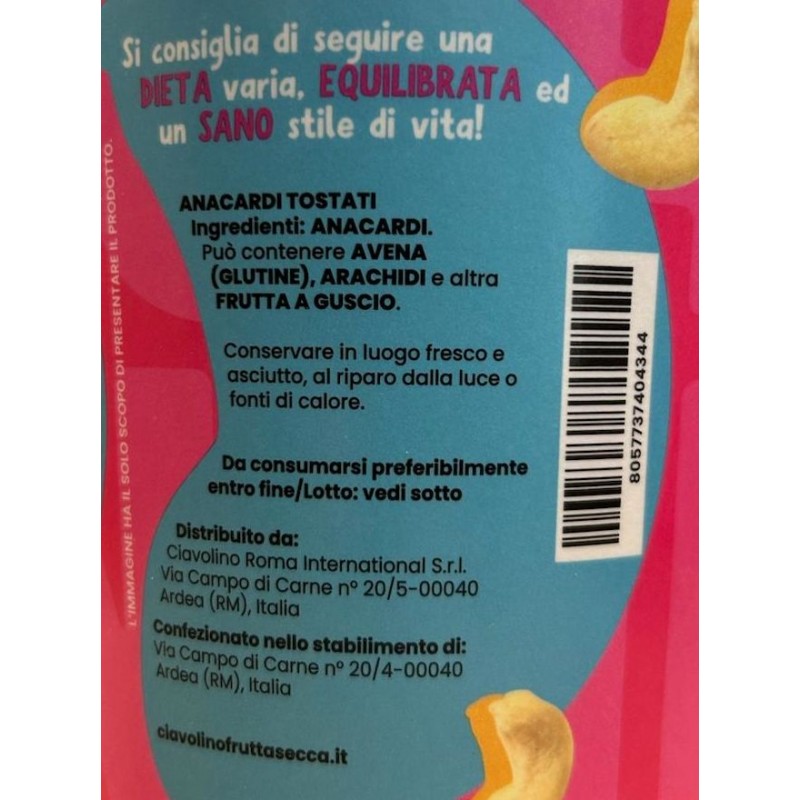 Si consiglia di seguire una
DIETA varia, EQUILIBRATA ed
un SANO stile di vita!
ANACARDI TOSTATI
Ingredienti: ANACARDI.
Può contenere AVENA
(GLUTINE), ARACHIDI e altra
FRUTTA A GUSCIO.
Conservare in luogo fresco e
asciutto, al riparo dalla luce o
fonti di calore.
Da consumarsi preferibilmente
entro fine/Lotto: vedi sotto
Distribuito da:
Ciavolino Roma International S.r.l.
Via Campo di Carne n° 20/5-00040
Ardea (RM), Italia
Confezionato nello stabilimento di:
Via Campo di Carne n° 20/4-00040
Ardea (RM), Italia
ciavolinofruttasecca.it
L'IMMAGINE HA IL SOLO SCOPO DI PRESENTARE IL PRODOTTO.
8057737404344